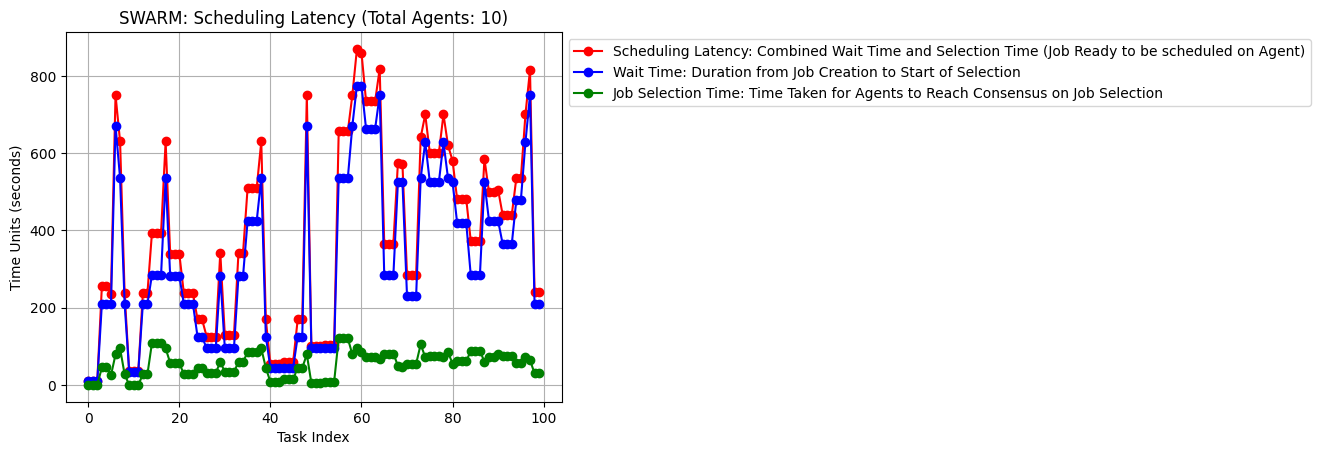 SWARM: Scheduling Latency (Total Agents: 10)
Scheduling Latency: Combined Wait Time and Selection Time (Job Ready to be scheduled on Agent)
Wait Time: Duration from Job Creation to Start of Selection
Job Selection Time: Time Taken for Agents to Reach Consensus on Job Selection
Time Units (seconds)
800
600
400
200
0
0 20 40 60 80 100
Task Index